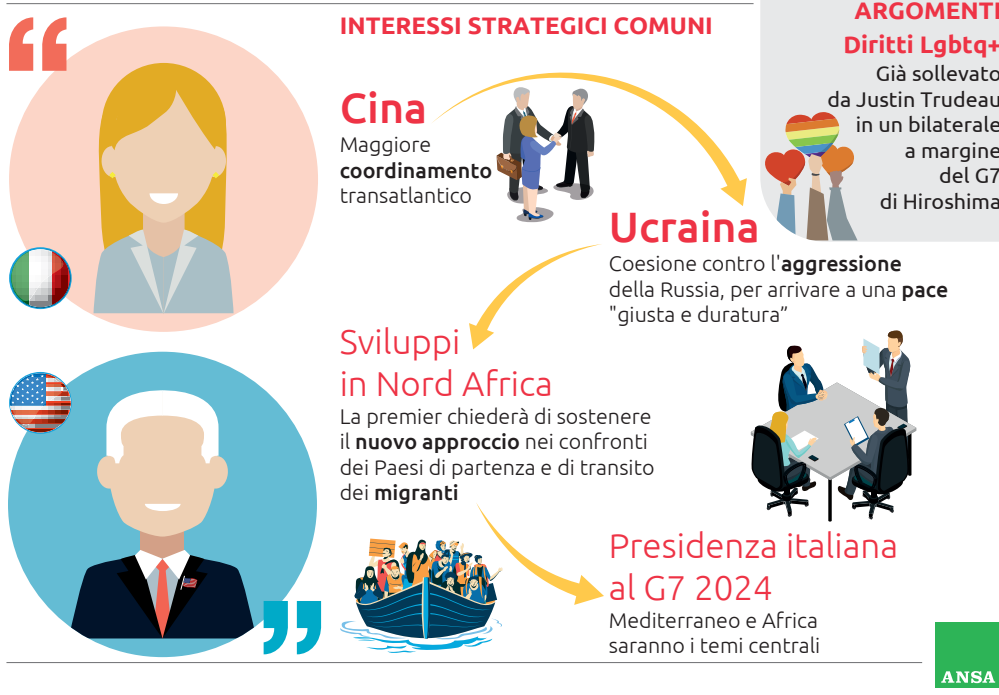 INTERESSI STRATEGICI COMUNI
Cina
Maggiore
coordinamento
transatlantico
Ucraina
Coesione contro l'aggressione
della Russia, per arrivare a una pace
"giusta e duratura”
Sviluppi
in Nord Africa
La premier chiederà di sostenere
il nuovo approccio nei confronti
dei Paesi di partenza e di transito
dei migranti
Presidenza italiana
al G7 2024
Mediterraneo e Africa
saranno i temi centrali
ARGOMENTI
Diritti Lgbtq+
Già sollevato
da Justin Trudeau
in un bilaterale
a margine
del G7
di Hiroshima
ANSA